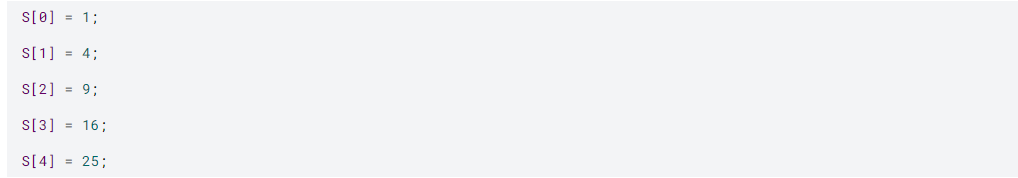 S[0] = 1;
S[1] = 4;
S[2] = 9;
S[3] = 16;
S[4] = 25;